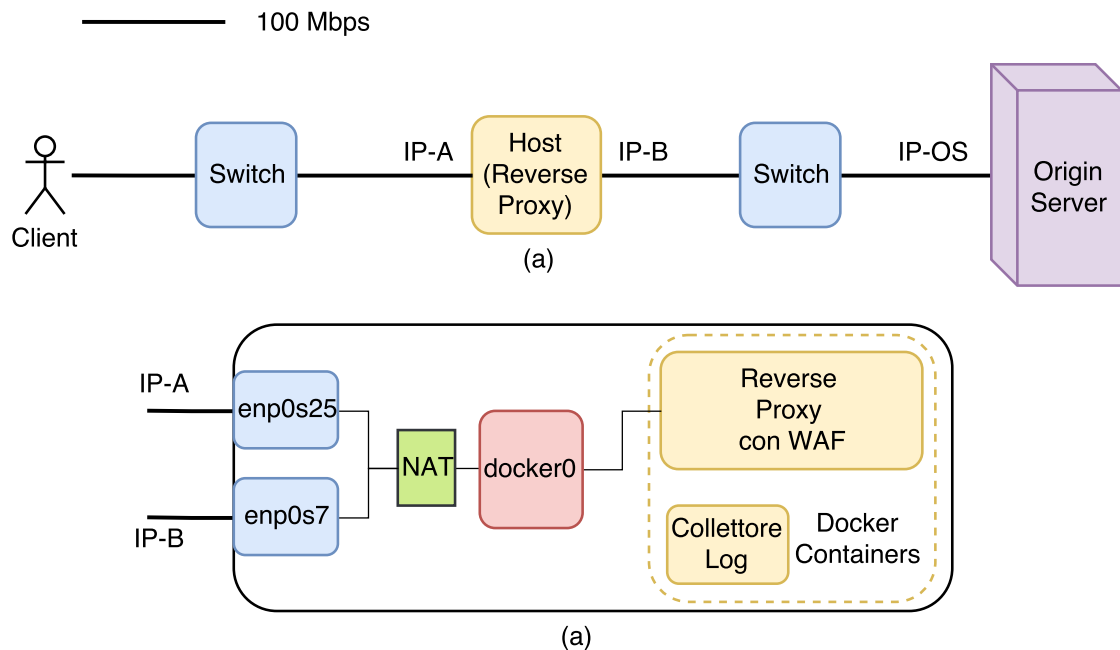 100 Mbps
Client
Switch
IP-A
Host
(Reverse
Proxy)
IP-B
Switch
IP-OS
Origin
Server
(a)
IP-A
enp0s25
IP-B
enp0s7
NAT
docker0
Reverse
Proxy
con WAF
Collettore
Log
Docker
Containers
(a)